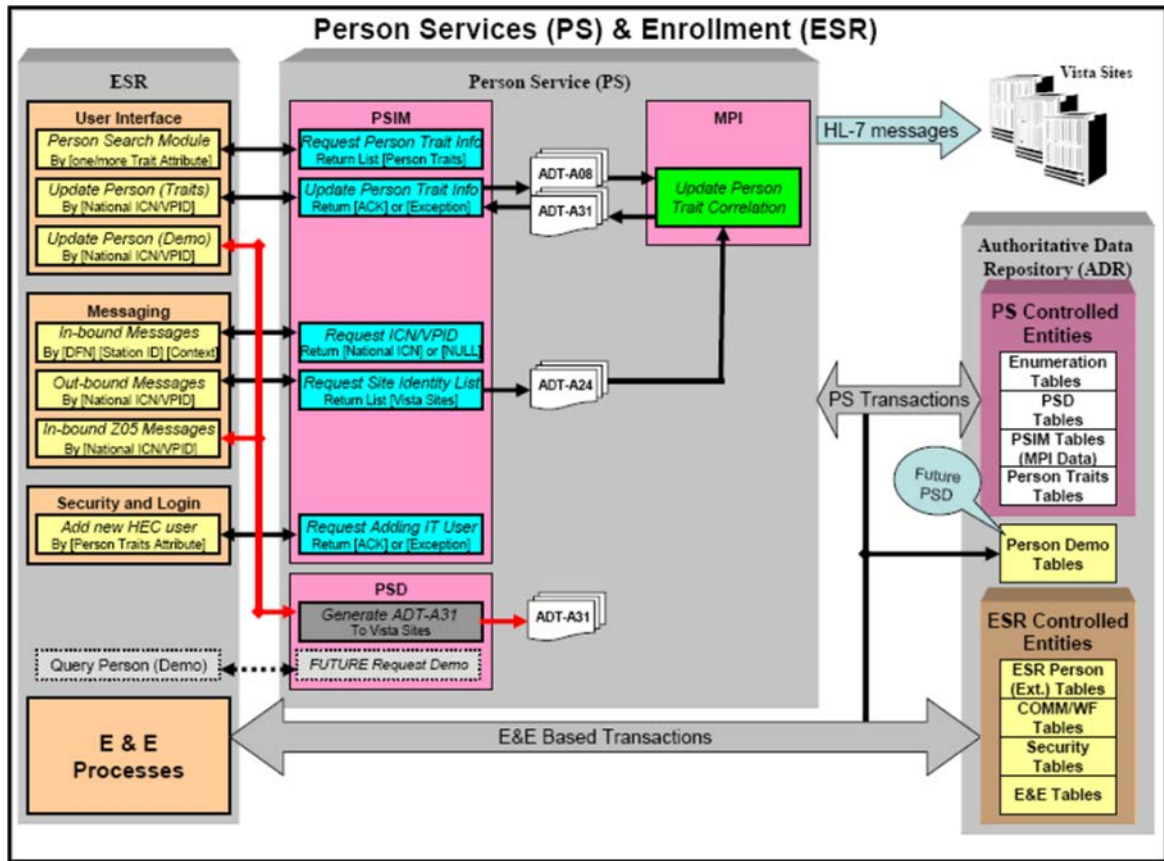 Person Services (PS) & Enrollment (ESR)
ESR
User Interface
Person Search Module
By [one/more Trait Attribute]
Update Person (Traits)
By [National ICN/VPID]
Update Person (Demo)
By [National ICN/VPID]
Messaging
In-bound Messages
By [DFN] [Station ID] [Context]
Out-bound Messages
By [National ICN/VPID]
In-bound Z05 Messages
By [National ICN/VPID]
Security and Login
Add new HEC user
By [Person Traits Attribute]
Query Person (Demo)
E & E
Processes
Person Service (PS)
PSIM
Request Person Trait Info
Return List [Person Traits]
Update Person Trait Info
Return [ACK] or [Exception]
Request ICN/VPID
Return [National ICN] or [NULL]
Request Site Identity List
Return List [Vista Sites]
Request Adding IT User
Return [ACK] or [Exception]
PSD
Generate ADT-A31
To Vista Sites
FUTURE Request Demo
ADT-A08
ADT-A31
ADT-A24
ADT-A31
MPI
Update Person
Trait Correlation
HL-7 messages
Vista Sites
PS Transactions
E&E Based Transactions
Authoritative Data
Repository (ADR)
PS Controlled
Entities
Enumeration
Tables
PSD
Tables
PSIM Tables
(MPI Data)
Person Traits
Tables
Future
PSD
Person Demo
Tables
ESR Controlled
Entities
ESR Person
(Ext.) Tables
COMM/WF
Tables
Security
Tables
E&E Tables